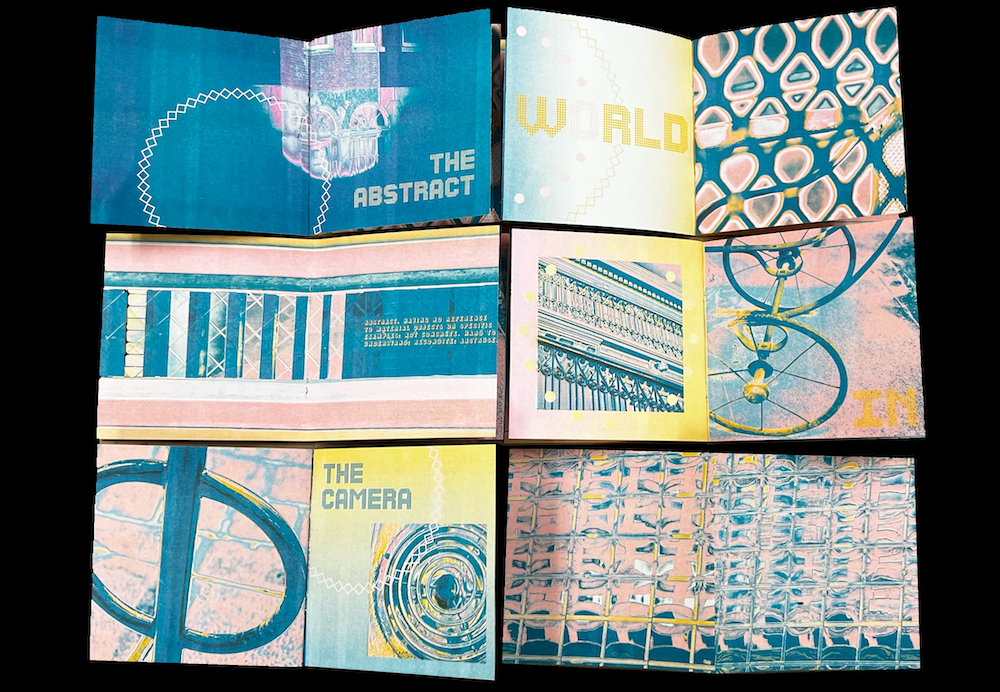 THE
ABSTRACT
WORLD
ABSTRACT. HAVING NO REFERENCE
TO MATERIAL OBJECTS OR SPECIFIC
EXAMPLES; NOT CONCRETE. HARD TO
UNDERSTAND; RECONDITE; ABSTRUSE.
IN
THE
CAMERA